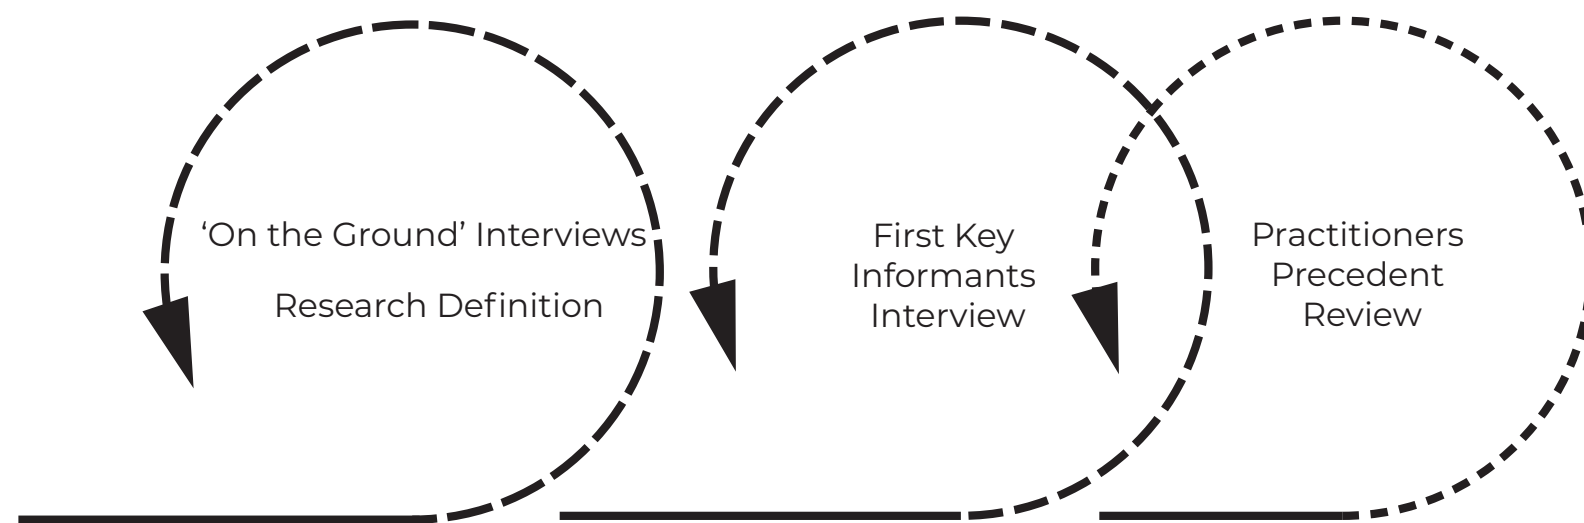 ‘On the Ground’ Interviews
Research Definition
First Key
Informants
Interview
Practitioners
Precedent
Review